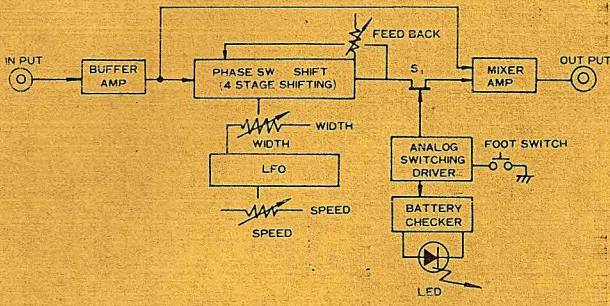 IN PUT
BUFFER
AMP
PHASE SW. SHIFT
(4 STAGE SHIFTING)
FEED BACK
S₁
MIXER
AMP
OUT PUT
WIDTH
WIDTH
LFO
SPEED
SPEED
ANALOG
SWITCHING
DRIVER
FOOT SWITCH
BATTERY
CHECKER
LED